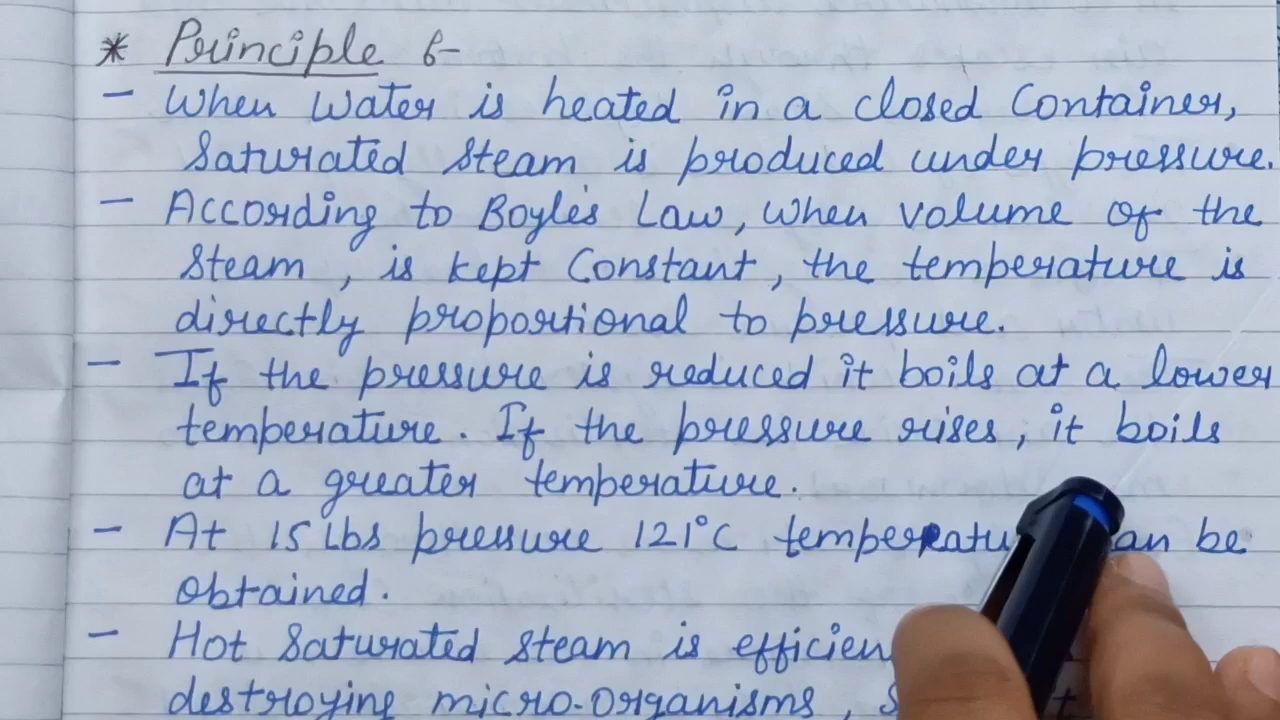 * Principle :-
- When Water is heated in a closed Container,
Saturated Steam is produced under pressure.
- According to Boyle's Law, when volume of the
Steam, is kept Constant, the temperature is
directly proportional to pressure.
- If the pressure is reduced it boils at a lower
temperature. If the pressure rises, it boils
at a greater temperature.
- At 15 lbs pressure 121°C be
obtained.
- Hot Saturated Steam is
destroying micro-organisms,